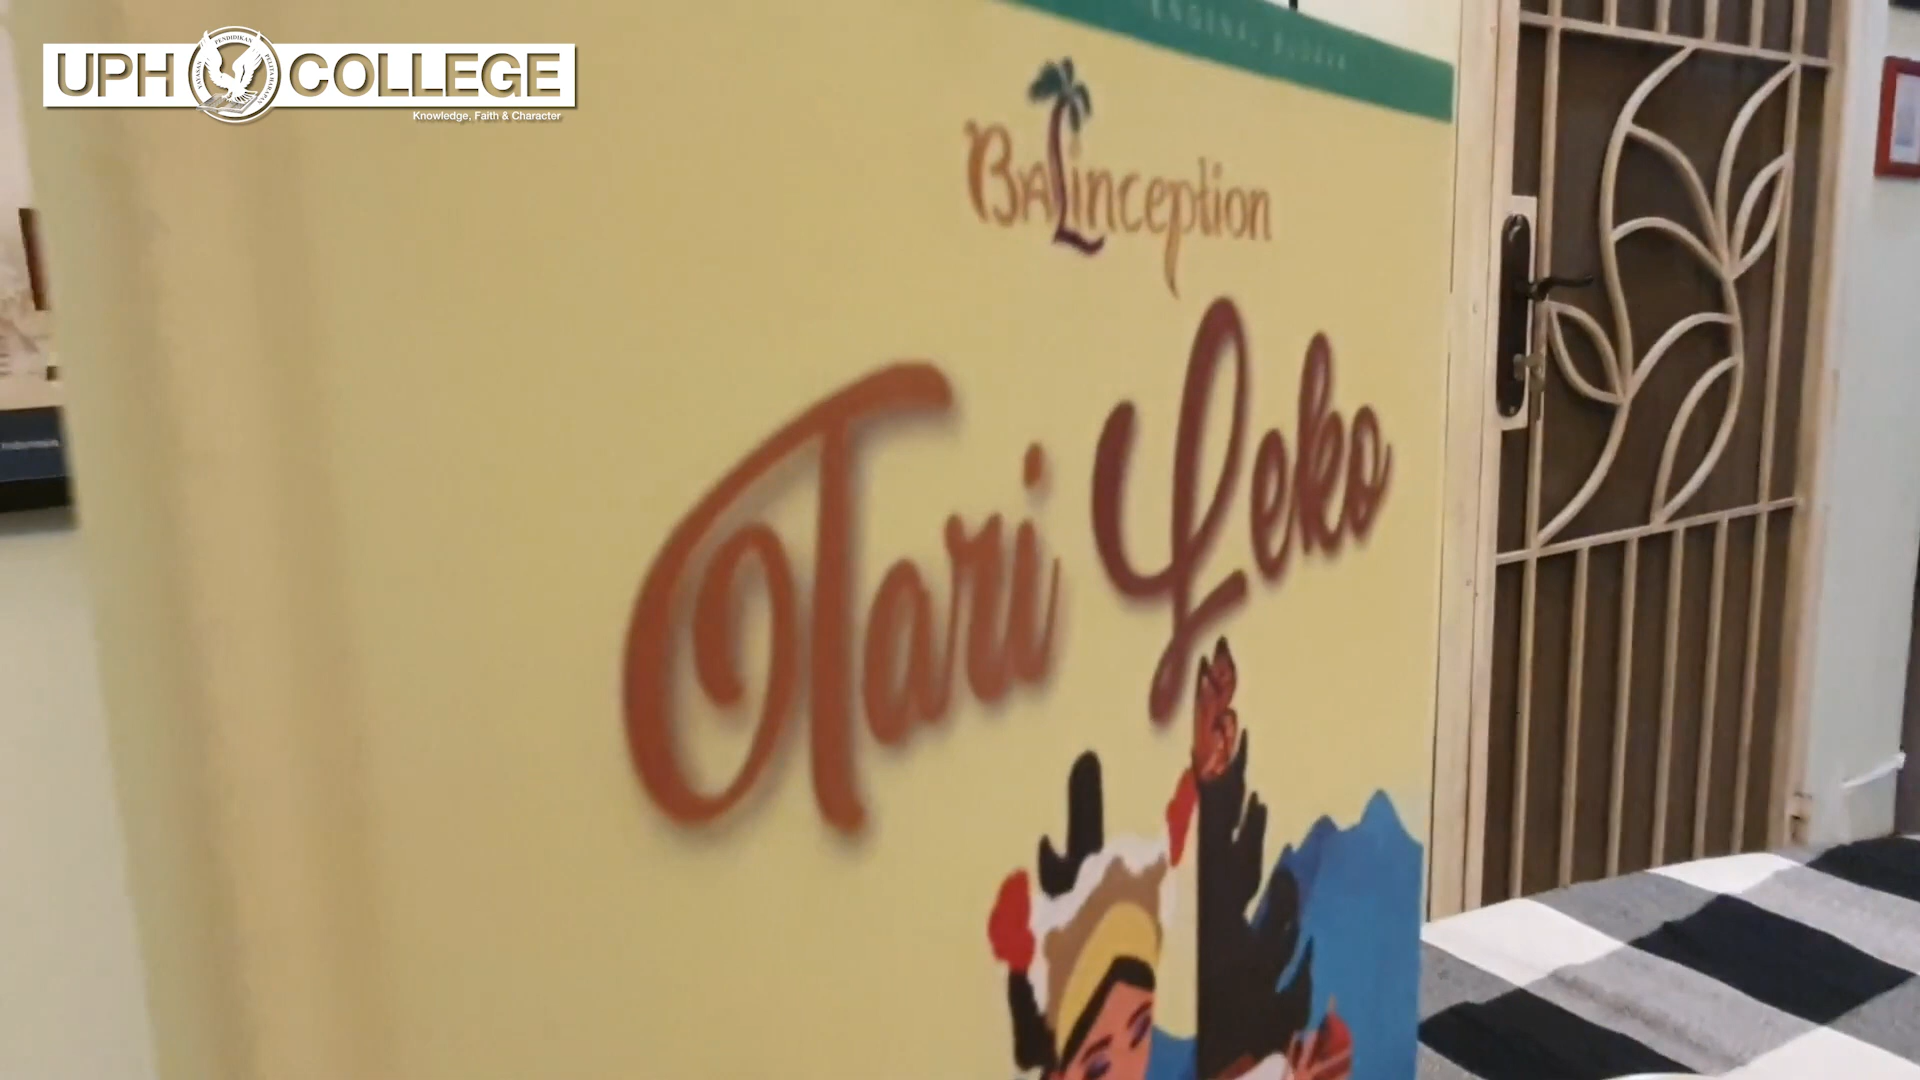 UPH COLLEGE
Knowledge, Faith & Character
BALinception
Tari Leko